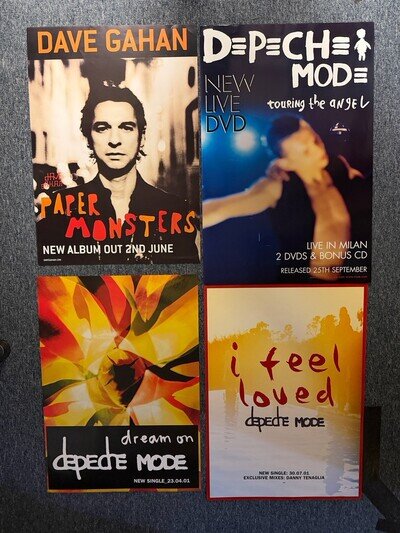 DAVE GAHAN
PAPER
MONSTERS
NEW ALBUM OUT 2ND JUNE
DEPECHE
MODE
NEW
LIVE
DVD
touring the angel
LIVE IN MILAN
2 DVDS & BONUS CD
RELEASED 25TH SEPTEMBER
dream on
depeche MODE
NEW SINGLE_23.04.01
i feel
loved
depeche MODE
NEW SINGLE: 30.07.01
EXCLUSIVE MIXES: DANNY TENAGLIA